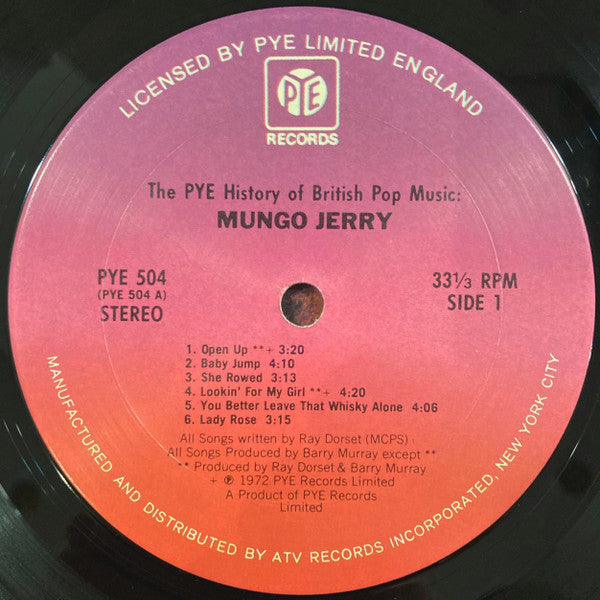 LICENSED BY PYE LIMITED ENGLAND
PYE
RECORDS
The PYE History of British Pop Music:
MUNGO JERRY
PYE 504
(PYE 504 A)
STEREO
33⅓ RPM
SIDE 1
1. Open Up **+ 3:20
2. Baby Jump 4:10
3. She Rowed 3:13
4. Lookin' For My Girl **+ 4:20
5. You Better Leave That Whisky Alone 4:06
6. Lady Rose 3:15
All Songs written by Ray Dorset (MCPS)
All Songs Produced by Barry Murray except **
** Produced by Ray Dorset & Barry Murray
+ ℗ 1972 PYE Records Limited
A Product of PYE Records
Limited
MANUFACTURED AND DISTRIBUTED BY ATV RECORDS INCORPORATED, NEW YORK CITY